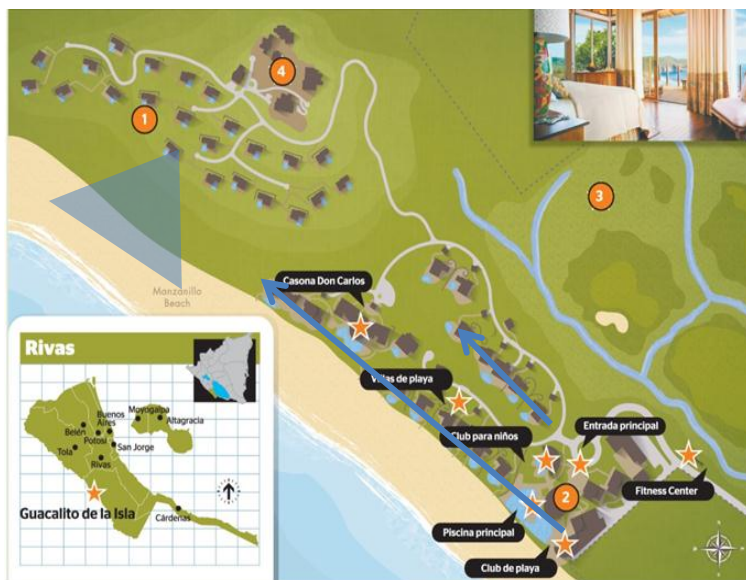 4
1
3
Casona Don Carlos
Manzanillo
Beach
Villas de playa
Club para niños
Entrada principal
2
Fitness Center
Piscina principal
Club de playa
Rivas
Moyogalpa
Altagracia
Buenos
Aires
Belén
Potosí
San Jorge
Tola
Rivas
Guacalito de la Isla
Cárdenas